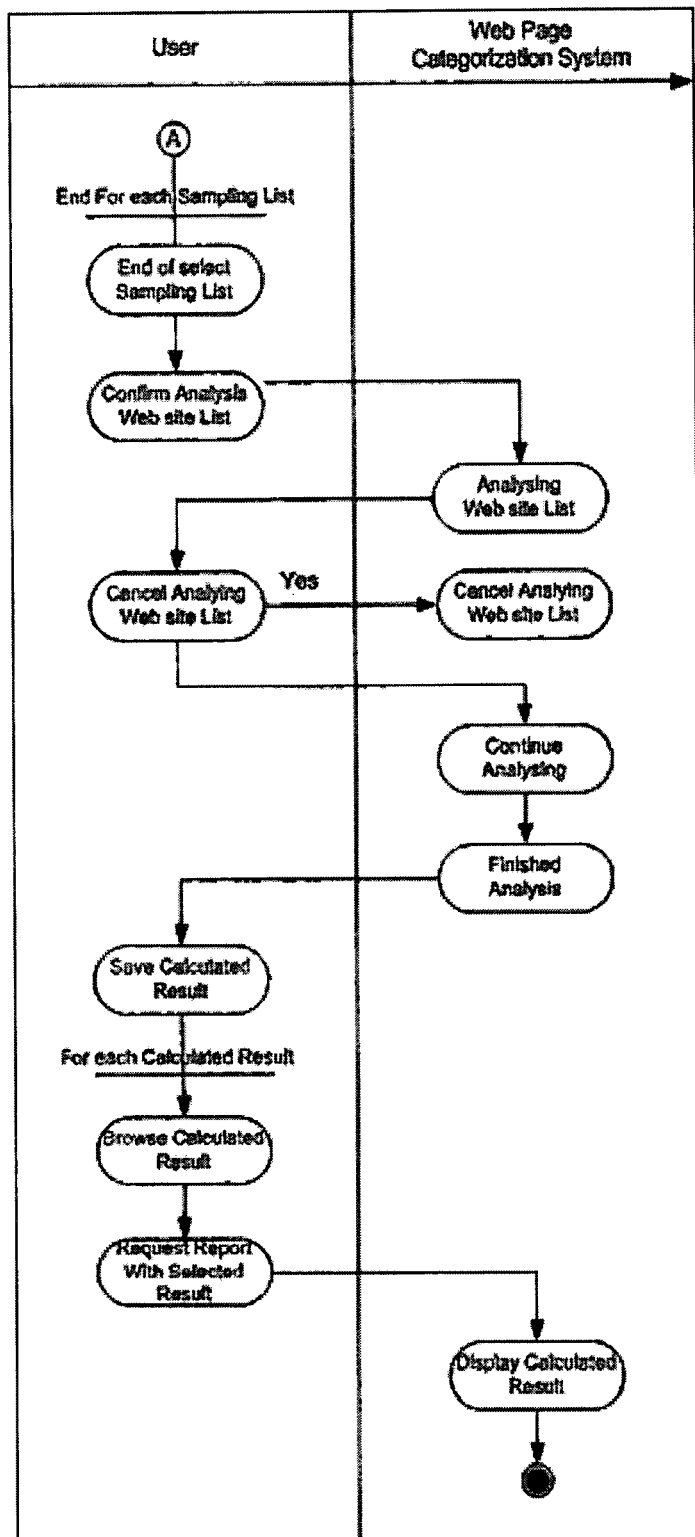 User
Web Page
Categorization System
A
End For each Sampling List
End of select
Sampling List
Confirm Analysis
Web site List
Analysing
Web site List
Cancel Analying
Web site List
Yes
Cancel Analying
Web site List
Continue
Analysing
Finished
Analysis
Save Calculated
Result
For each Calculated Result
Browse Calculated
Result
Request Report
With Selected
Result
Display Calculated
Result